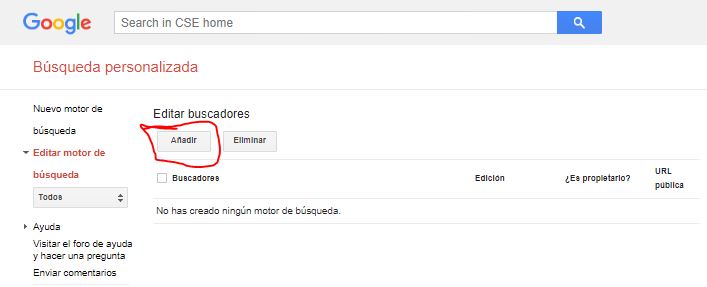 Google
Search in CSE home
Búsqueda personalizada
Nuevo motor de
búsqueda
Editar motor de
búsqueda
Todos
Ayuda
Visitar el foro de ayuda
y hacer una pregunta
Enviar comentarios
Editar buscadores
Añadir
Eliminar
Buscadores
Edición
¿Es propietario?
URL
pública
No has creado ningún motor de búsqueda.